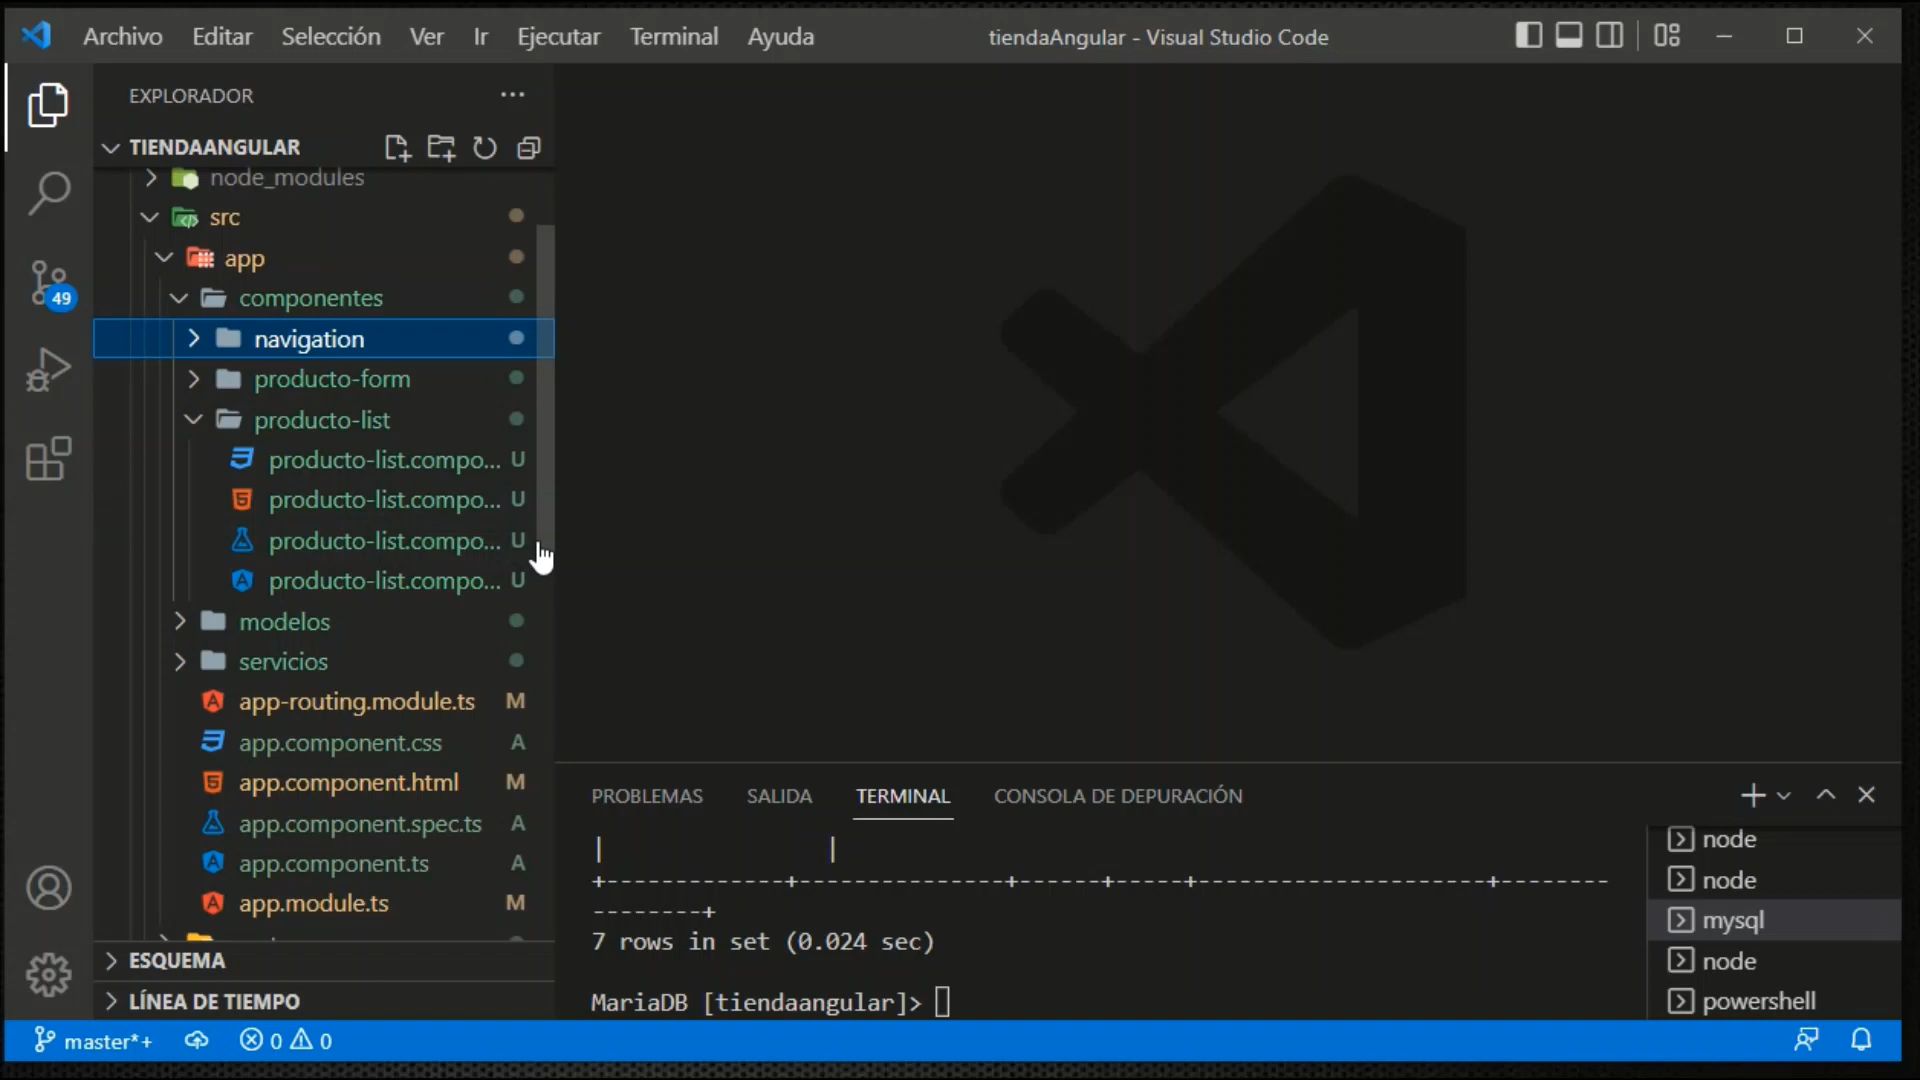 Archivo Editar Selección Ver Ir Ejecutar Terminal Ayuda tiendaAngular - Visual Studio Code
EXPLORADOR
TIENDAANGULAR
node_modules
src
app
componentes
navigation
producto-form
producto-list
producto-list.compo... U
producto-list.compo... U
producto-list.compo... U
producto-list.compo... U
modelos
servicios
app-routing.module.ts M
app.component.css A
app.component.html M
app.component.spec.ts A
app.component.ts A
app.module.ts M
ESQUEMA
LÍNEA DE TIEMPO
49
PROBLEMAS SALIDA TERMINAL CONSOLA DE DEPURACIÓN
| |
+-------------+---------------+------+-----+---------------------+--------
--------+
7 rows in set (0.024 sec)
MariaDB [tiendaangular]>
node
node
mysql
node
powershell
master*+ 0 0